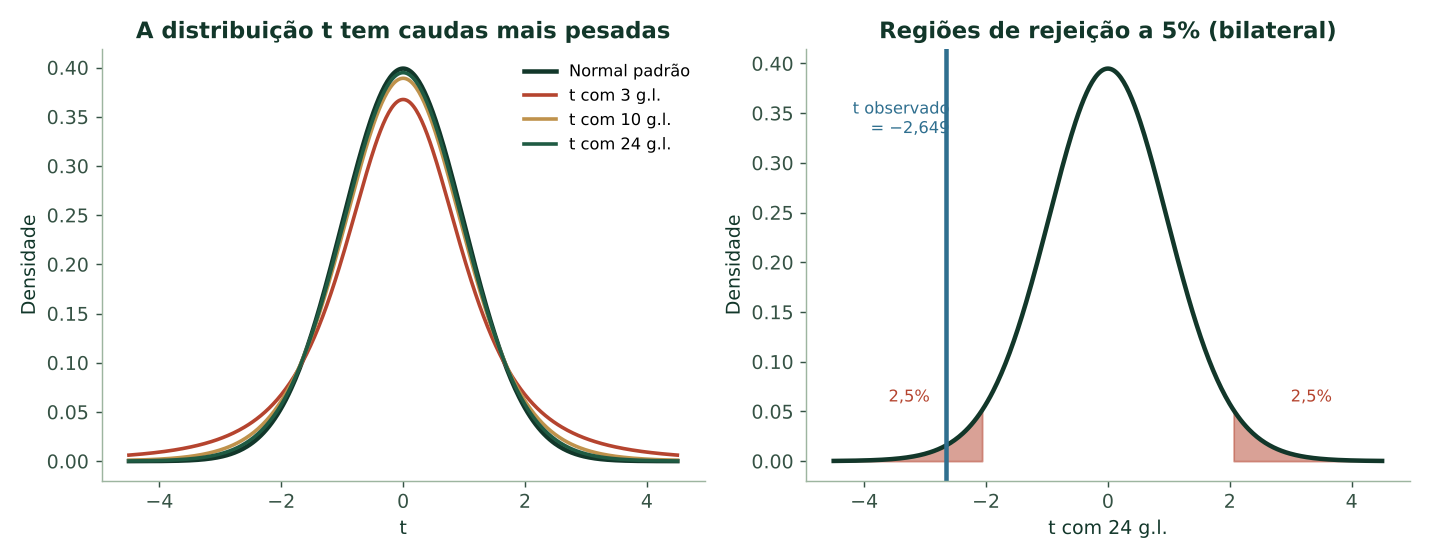 A distribuição t tem caudas mais pesadas
0.40
0.35
0.30
0.25
0.20
0.15
0.10
0.05
0.00
Densidade
−4
−2
0
2
4
t
Normal padrão
t com 3 g.l.
t com 10 g.l.
t com 24 g.l.
Regiões de rejeição a 5% (bilateral)
0.40
0.35
0.30
0.25
0.20
0.15
0.10
0.05
0.00
Densidade
t observado
= −2,649
2,5%
2,5%
−4
−2
0
2
4
t com 24 g.l.